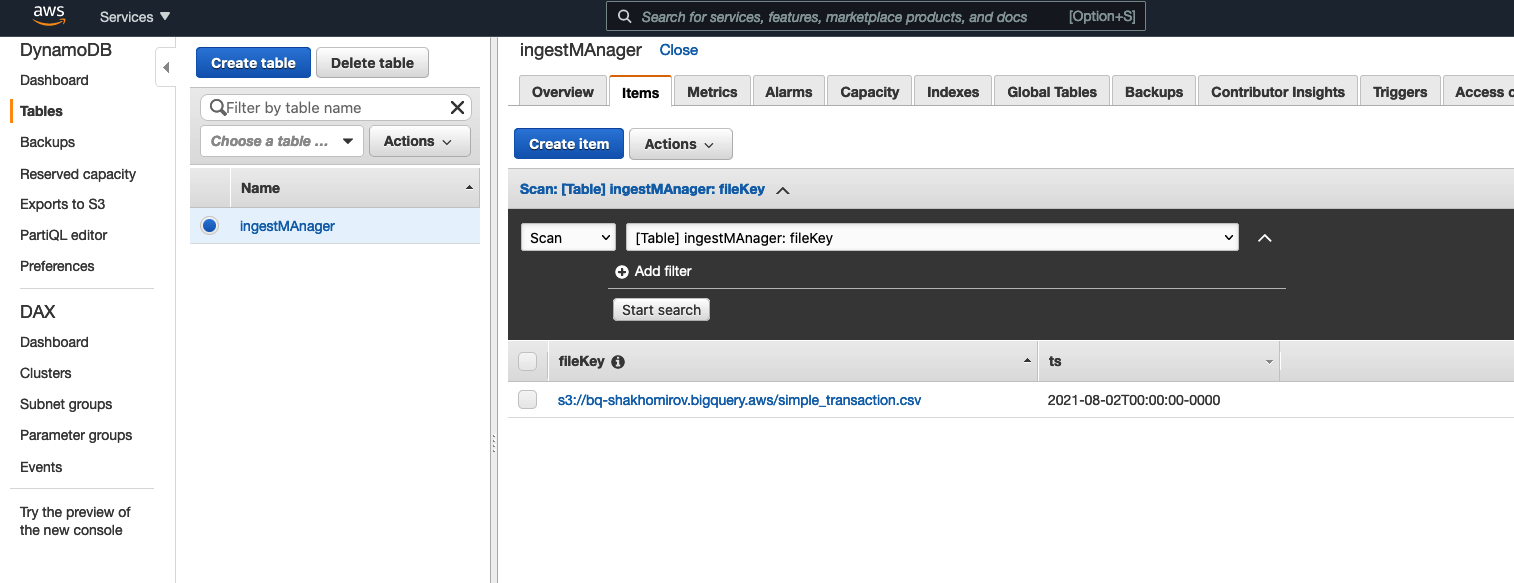 aws
Services
Search for services, features, marketplace products, and docs [Option+S]
DynamoDB
Dashboard
Tables
Backups
Reserved capacity
Exports to S3
PartiQL editor
Preferences
DAX
Dashboard
Clusters
Subnet groups
Parameter groups
Events
Try the preview of
the new console
Create table Delete table
Filter by table name
Choose a table ... Actions
Name
ingestMAnager
ingestMAnager Close
Overview Items Metrics Alarms Capacity Indexes Global Tables Backups Contributor Insights Triggers Access c
Create item Actions
Scan: [Table] ingestMAnager: fileKey
Scan [Table] ingestMAnager: fileKey
Add filter
Start search
fileKey ts
s3://bq-shakhomirov.bigquery.aws/simple_transaction.csv 2021-08-02T00:00:00-0000